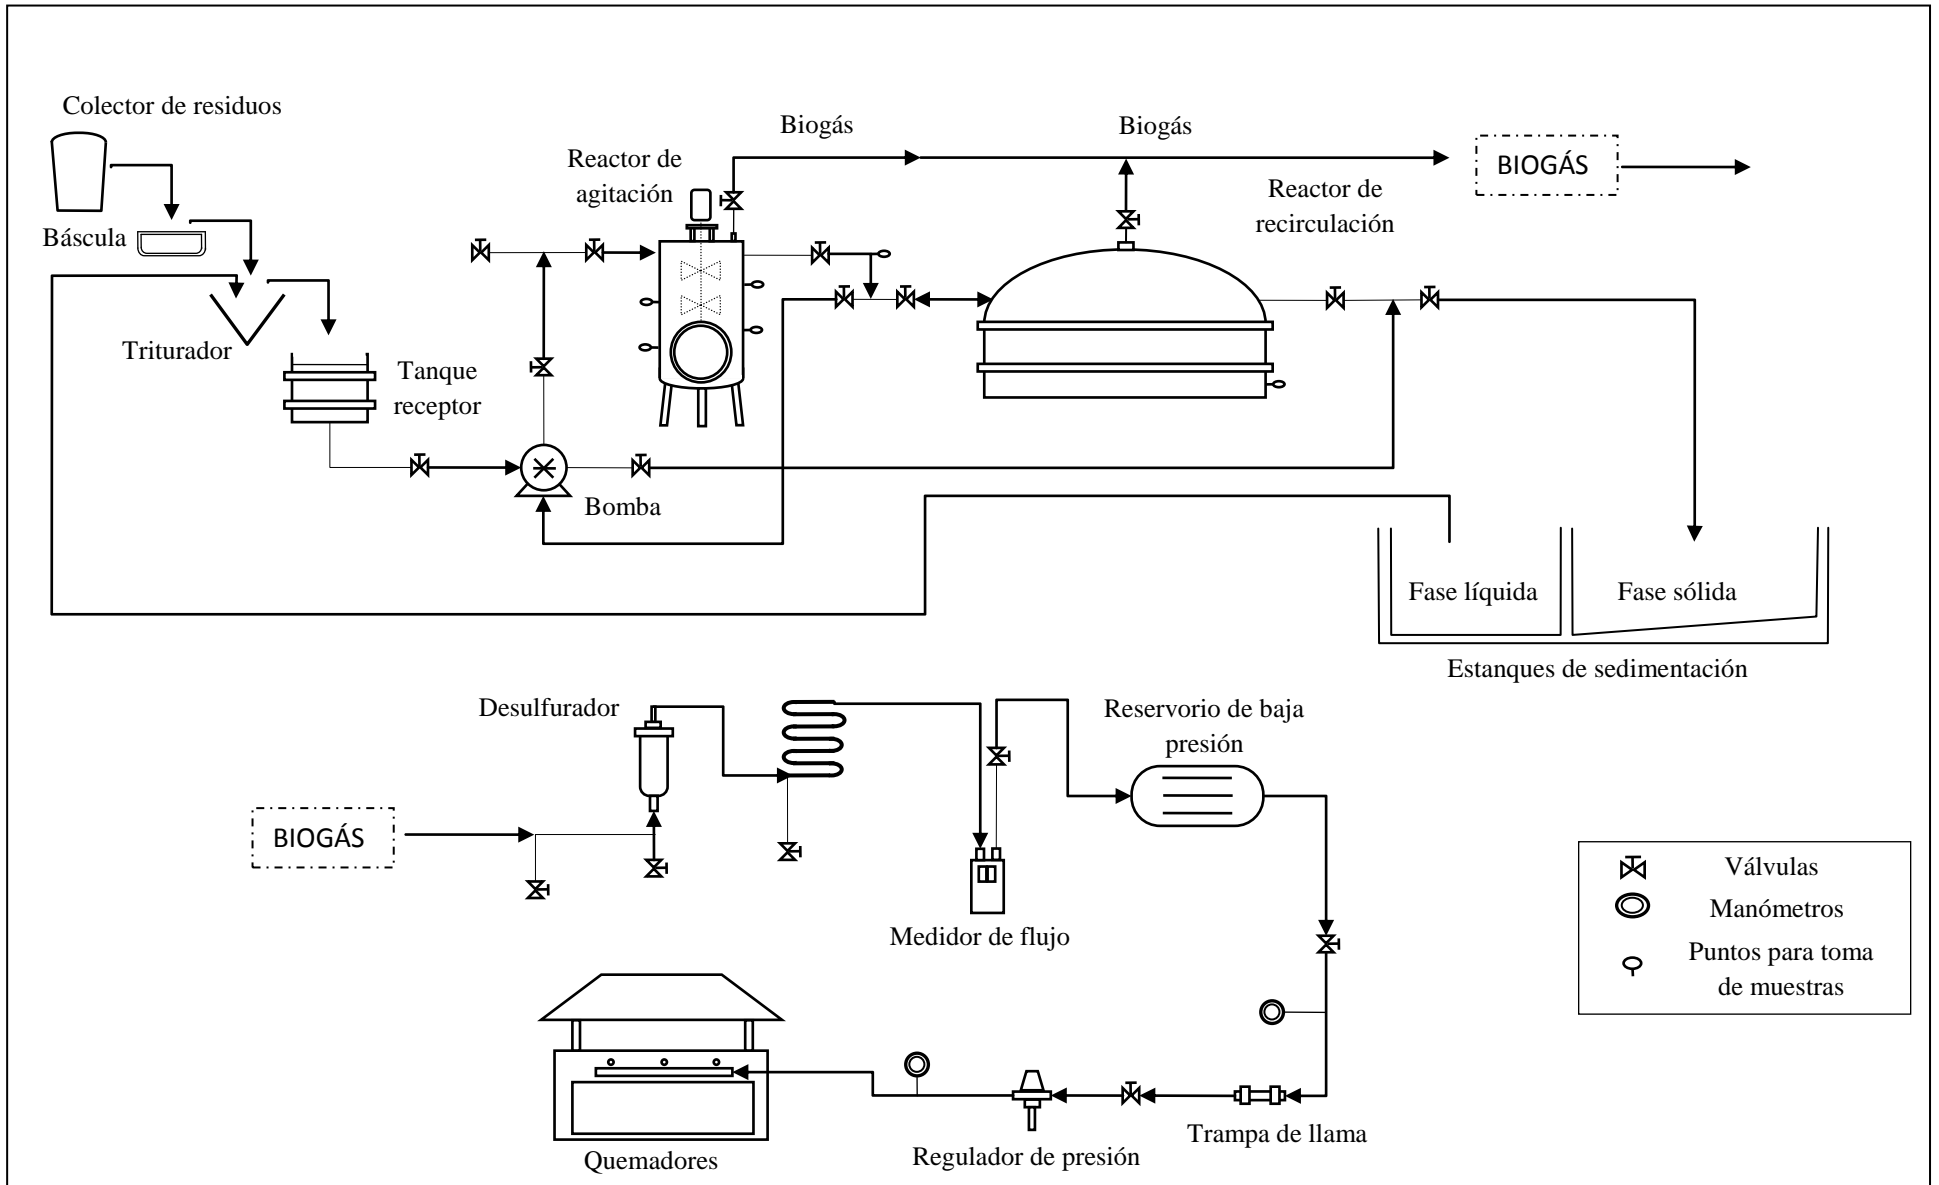 Colector de residuos
Báscula
Triturador
Tanque
receptor
Bomba
Reactor de
agitación
Biogás
Biogás
Reactor de
recirculación
BIOGÁS
Fase líquida
Fase sólida
Estanques de sedimentación
BIOGÁS
Desulfurador
Medidor de flujo
Reservorio de baja
presión
Trampa de llama
Regulador de presión
Quemadores
Válvulas
Manómetros
Puntos para toma
de muestras